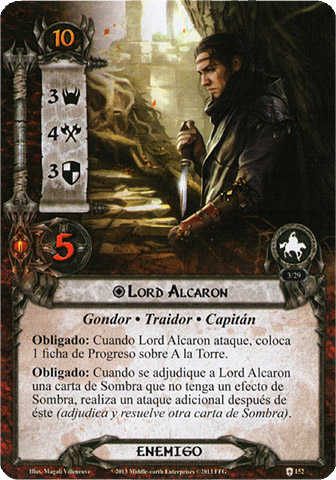 10
3
4
3
5
3/29
Lord Alcaron
Gondor • Traidor • Capitán
Obligado: Cuando Lord Alcaron ataque, coloca
1 ficha de Progreso sobre A la Torre.
Obligado: Cuando se adjudique a Lord Alcaron
una carta de Sombra que no tenga un efecto de
Sombra, realiza un ataque adicional después de
éste (adjudica y resuelve otra carta de Sombra).
ENEMIGO
Illus. Magali Villeneuve
©2013 Middle-earth Enterprises ©2013 FFG
152